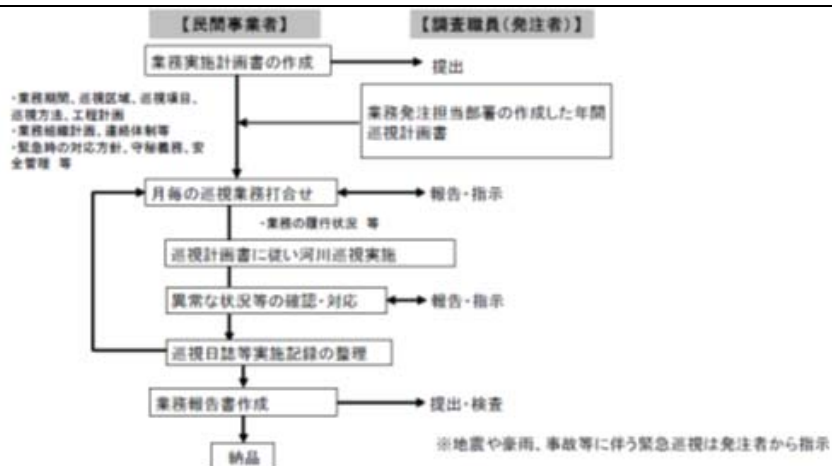 【民間事業者】
【調査職員(発注者)】
業務実施計画書の作成
提出
・業務期間、巡視区域、巡視項目、
巡視方法、工程計画
・業務組織計画、連絡体制等
・緊急時の対応方針、守秘義務、安
全管理 等
業務発注担当部署の作成した年間
巡視計画書
月毎の巡視業務打合せ
報告・指示
・業務の履行状況 等
巡視計画書に従い河川巡視実施
異常な状況等の確認・対応
報告・指示
巡視日誌等実施記録の整理
業務報告書作成
提出・検査
納品
※地震や豪雨、事故等に伴う緊急巡視は発注者から指示